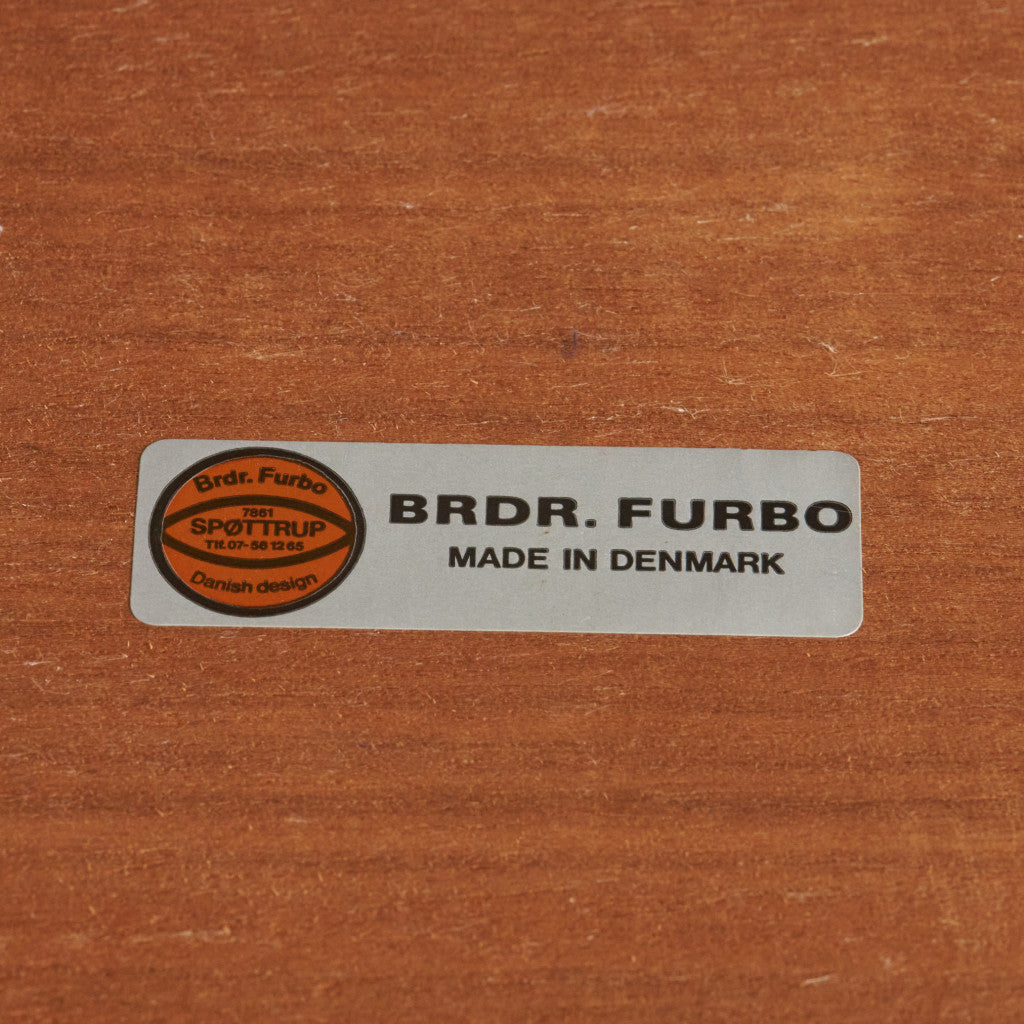 Brdr. Furbo
7861
SPØTTRUP
Tlf. 07-56 12 65
Danish design
BRDR. FURBO
MADE IN DENMARK